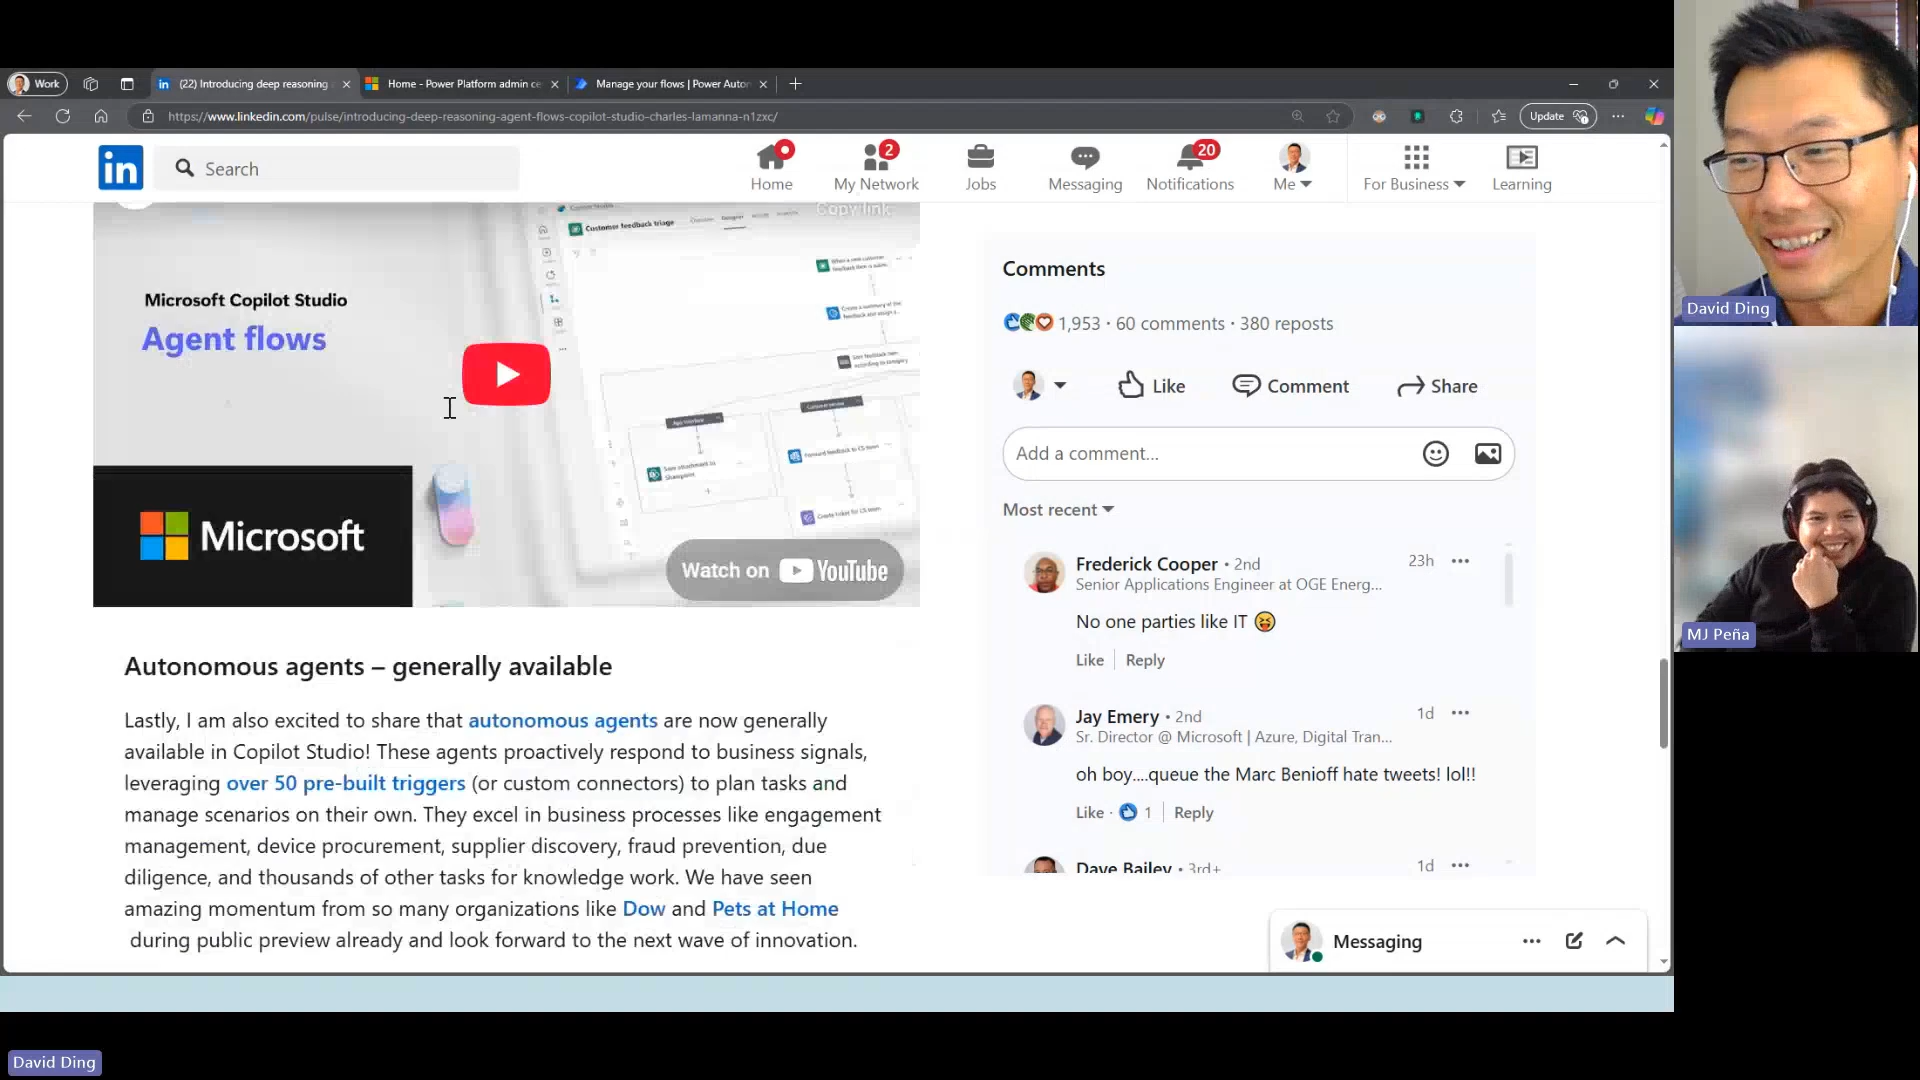 Work
(22) Introducing deep reasoning
Home - Power Platform admin ce
Manage your flows | Power Auton
https://www.linkedin.com/pulse/introducing-deep-reasoning-agent-flows-copilot-studio-charles-lamanna-n1zxc/
Update
in
Search
Home
2
My Network
Jobs
Messaging
20
Notifications
Me
For Business
Learning
Copy link
Customer feedback triage
Microsoft Copilot Studio
Agent flows
Microsoft
Watch on YouTube
Autonomous agents – generally available
Lastly, I am also excited to share that autonomous agents are now generally
available in Copilot Studio! These agents proactively respond to business signals,
leveraging over 50 pre-built triggers (or custom connectors) to plan tasks and
manage scenarios on their own. They excel in business processes like engagement
management, device procurement, supplier discovery, fraud prevention, due
diligence, and thousands of other tasks for knowledge work. We have seen
amazing momentum from so many organizations like Dow and Pets at Home
during public preview already and look forward to the next wave of innovation.
Comments
1,953 · 60 comments · 380 reposts
Like
Comment
Share
Add a comment...
Most recent
Frederick Cooper • 2nd
23h
Senior Applications Engineer at OGE Energ...
No one parties like IT 😝
Like
Reply
Jay Emery • 2nd
1d
Sr. Director @ Microsoft | Azure, Digital Tran...
oh boy....queue the Marc Benioff hate tweets! lol!!
Like · 1
Reply
Dave Bailey • 3rd+
1d
Messaging
David Ding
MJ Peña
David Ding